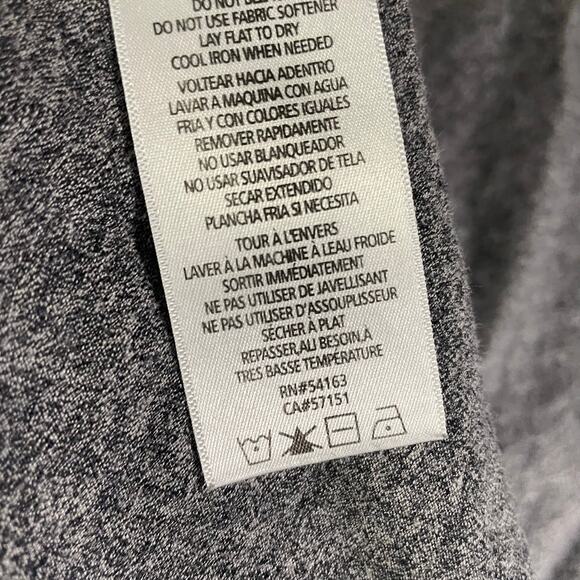 DO NOT
DO NOT USE FABRIC SOFTENER
LAY FLAT TO DRY
COOL IRON WHEN NEEDED
VOLTEAR HACIA ADENTRO
LAVAR A MAQUINA CON AGUA
FRIA Y CON COLORES IGUALES
REMOVER RAPIDAMENTE
NO USAR BLANQUEADOR
NO USAR SUAVISADOR DE TELA
SECAR EXTENDIDO
PLANCHA FRIA SI NECESITA
TOUR À L'ENVERS
LAVER À LA MACHINE À LEAU FROIDE
SORTIR IMMÉDIATEMENT
NE PAS UTILISER DE JAVELLISANT
NE PAS UTILISER D'ASSOUPLISSEUR
SÉCHER À PLAT
REPASSER,AU BESOIN,À
TRES BASSE TEMPÉRATURE
RN#54163
CA#57151